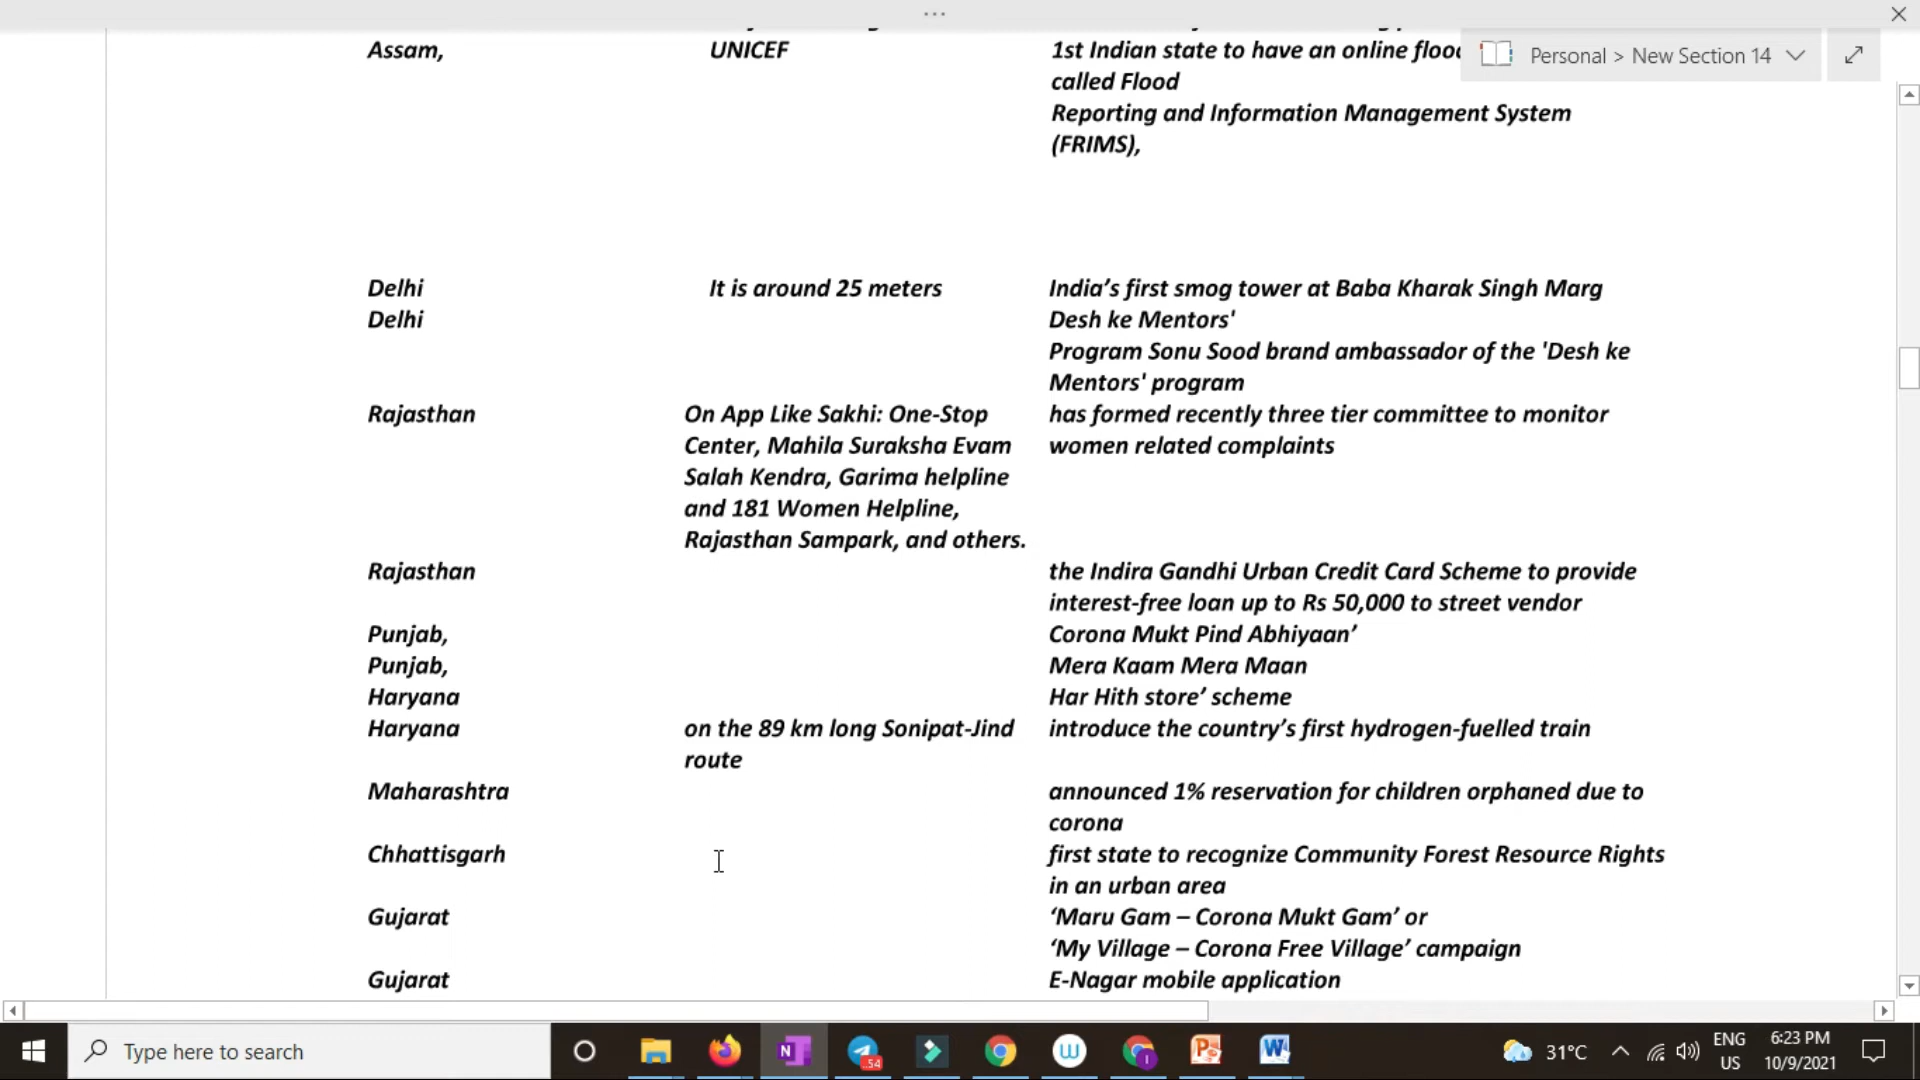 Assam, UNICEF 1st Indian state to have an online
called Flood
Reporting and Information Management System
(FRIMS),
Personal > New Section 14
Delhi It is around 25 meters India’s first smog tower at Baba Kharak Singh Marg
Delhi Desh ke Mentors'
Program Sonu Sood brand ambassador of the 'Desh ke
Mentors' program
Rajasthan On App Like Sakhi: One-Stop has formed recently three tier committee to monitor
Center, Mahila Suraksha Evam women related complaints
Salah Kendra, Garima helpline
and 181 Women Helpline,
Rajasthan Sampark, and others.
Rajasthan the Indira Gandhi Urban Credit Card Scheme to provide
interest-free loan up to Rs 50,000 to street vendor
Punjab, Corona Mukt Pind Abhiyaan’
Punjab, Mera Kaam Mera Maan
Haryana Har Hith store’ scheme
Haryana on the 89 km long Sonipat-Jind introduce the country’s first hydrogen-fuelled train
route
Maharashtra announced 1% reservation for children orphaned due to
corona
Chhattisgarh first state to recognize Community Forest Resource Rights
in an urban area
Gujarat ‘Maru Gam – Corona Mukt Gam’ or
‘My Village – Corona Free Village’ campaign
Gujarat E-Nagar mobile application
Type here to search 54 31°C ENG 6:23 PM
US 10/9/2021